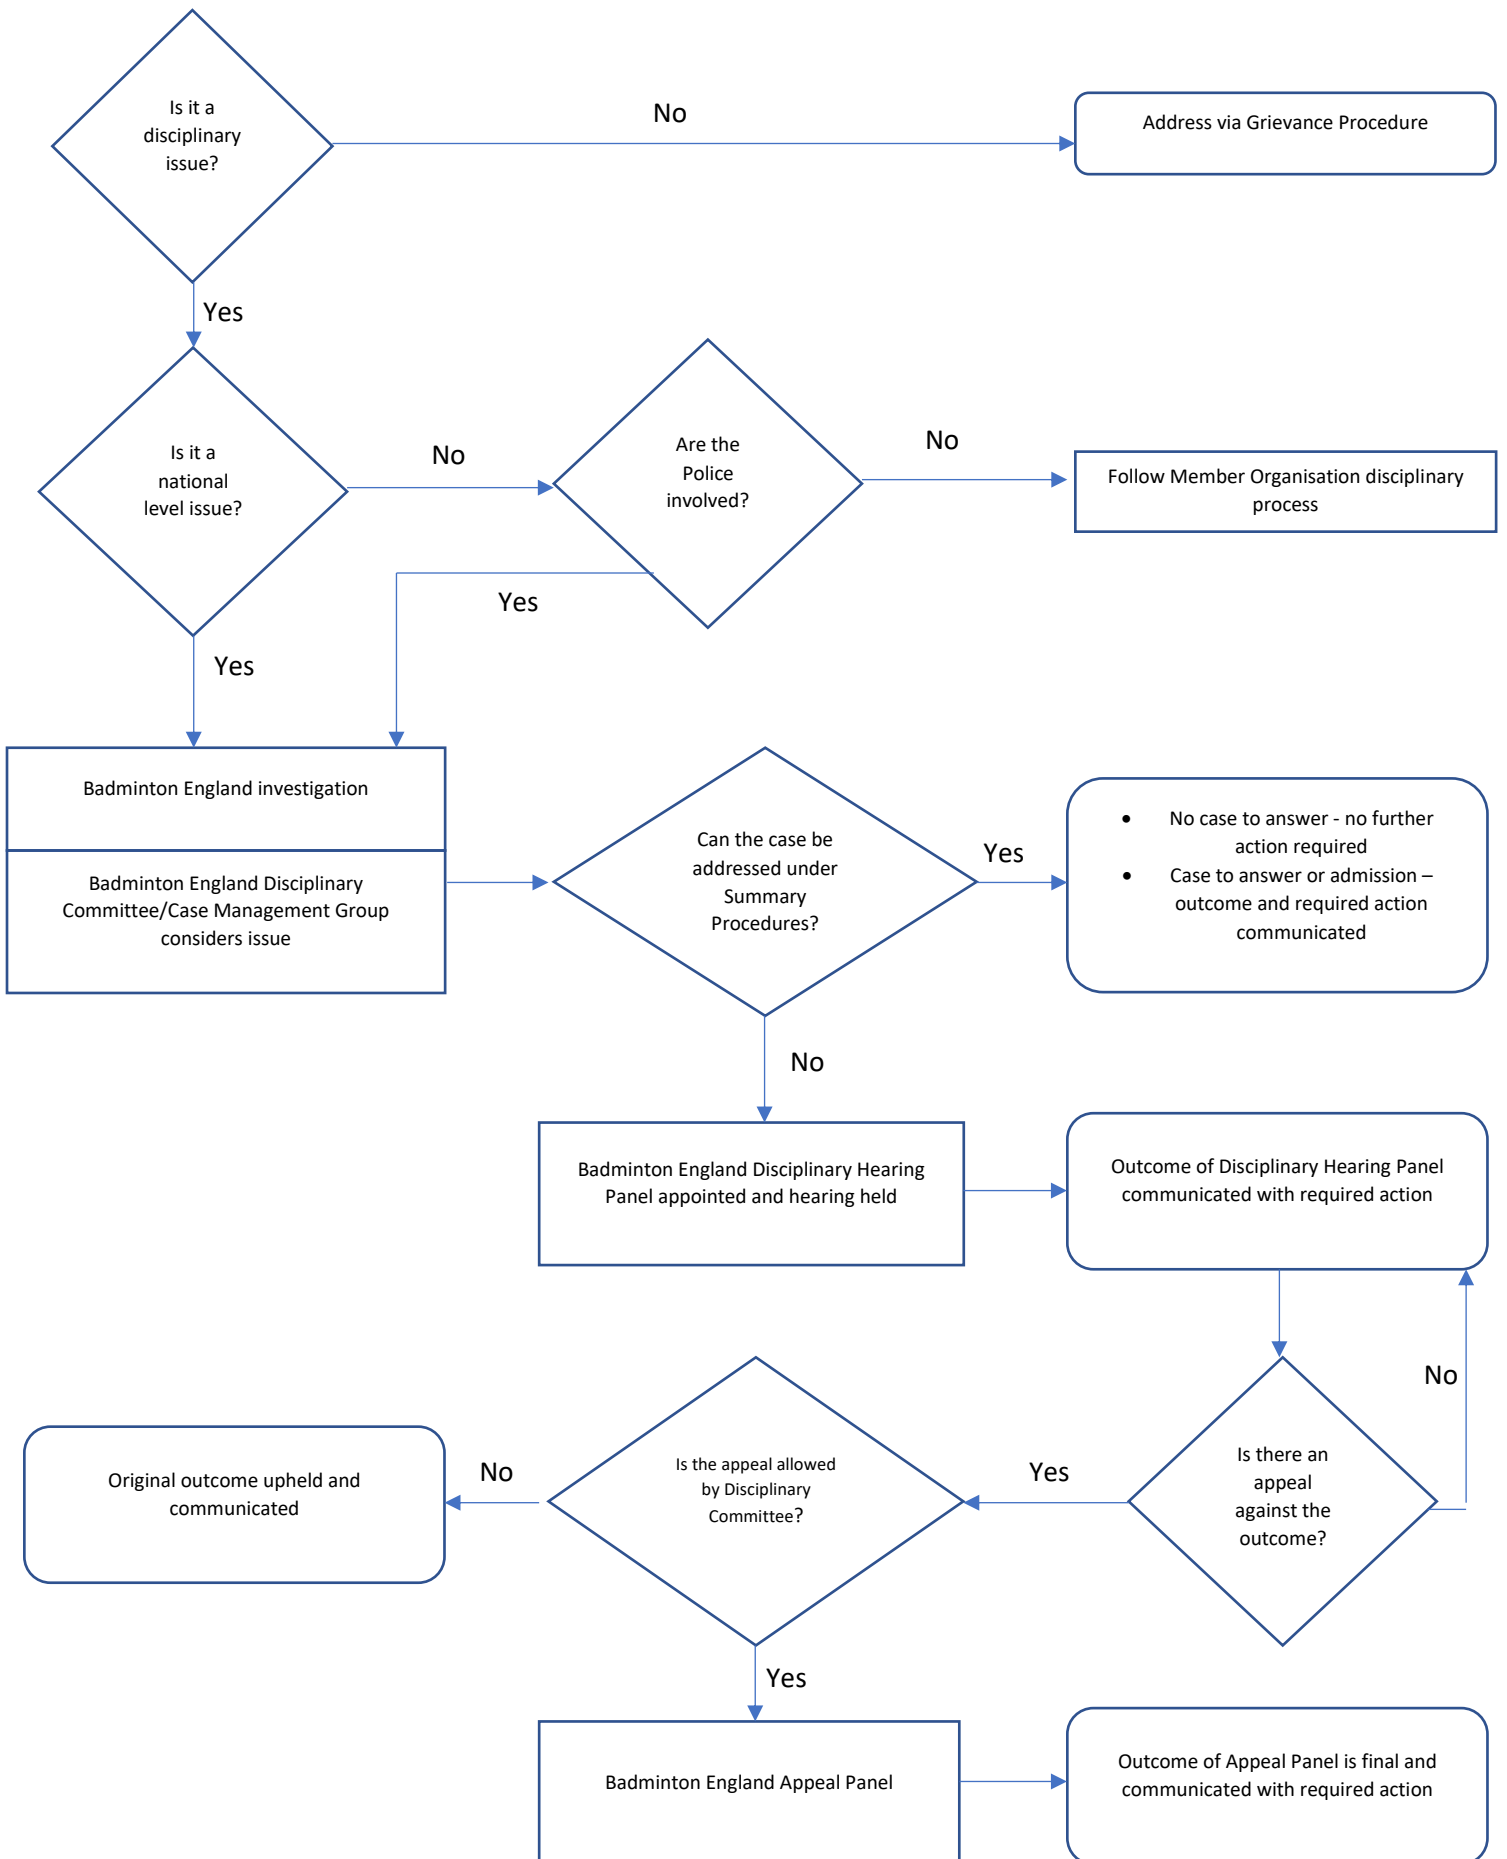 Is it a
disciplinary
issue?
No
Address via Grievance Procedure
Yes
Is it a
national
level issue?
No
Are the
Police
involved?
No
Follow Member Organisation disciplinary
process
Yes
Yes
Badminton England investigation
Badminton England Disciplinary
Committee/Case Management Group
considers issue
Can the case be
addressed under
Summary
Procedures?
Yes
• No case to answer - no further
action required
• Case to answer or admission –
outcome and required action
communicated
No
Badminton England Disciplinary Hearing
Panel appointed and hearing held
Outcome of Disciplinary Hearing Panel
communicated with required action
No
Is there an
appeal
against the
outcome?
Yes
Is the appeal allowed
by Disciplinary
Committee?
No
Original outcome upheld and
communicated
Yes
Badminton England Appeal Panel
Outcome of Appeal Panel is final and
communicated with required action